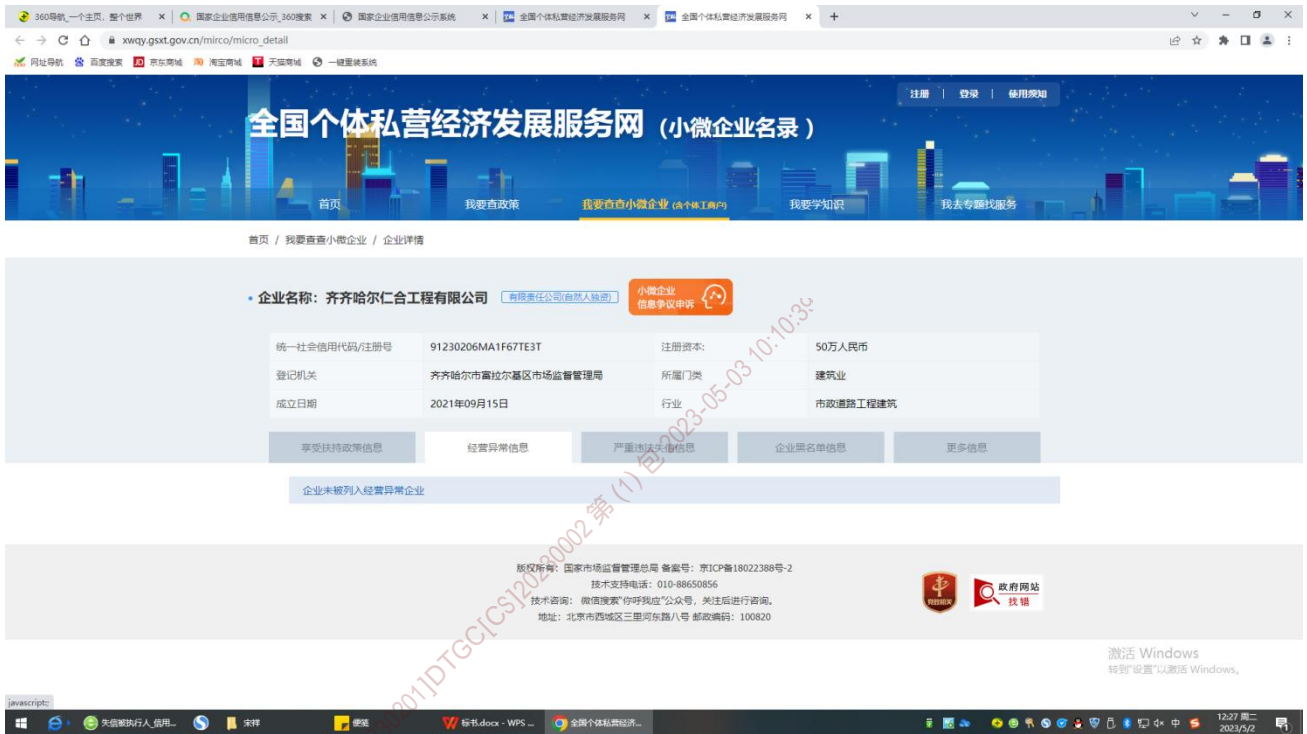 360导航_一个主页，整个世界
国家企业信用信息公示_360搜索
国家企业信用信息公示系统
全国个体私营经济发展服务网
全国个体私营经济发展服务网
xwqy.gsxt.gov.cn/mirco/micro_detail
网址导航 百度搜索 京东商城 淘宝商城 天猫商城 一键重装系统
注册 | 登录 | 使用须知
全国个体私营经济发展服务网（小微企业名录）
首页 我要查政策 我要查查小微企业 (含个体工商户) 我要学知识 我去专题找服务
首页 / 我要查查小微企业 / 企业详情
企业名称：齐齐哈尔仁合工程有限公司 有限责任公司(自然人独资)
小微企业
信息争议申诉
统一社会信用代码/注册号 91230206MA1F67TE3T 注册资本: 50万人民币
登记机关 齐齐哈尔市富拉尔基区市场监督管理局 所属门类 建筑业
成立日期 2021年09月15日 行业 市政道路工程建筑
享受扶持政策信息 经营异常信息 严重违法失信信息 企业黑名单信息 更多信息
企业未被列入经营异常企业
版权所有：国家市场监督管理总局 备案号：京ICP备18022388号-2
技术支持电话：010-88650856
技术咨询：微信搜索“你呼我应”公众号，关注后进行咨询。
地址：北京市西城区三里河东路八号 邮政编码：100820
党政机关
政府网站
找错
激活 Windows
转到"设置"以激活 Windows。
javascript:;
失信被执行人_信用... 宋祥 便笺 标书.docx - WPS ... 全国个体私营经济...
中
12:27 周二
2023/5/2
0201]DTGC[CS]20230002 第 (1) 包 2023-05-03 10:10:39